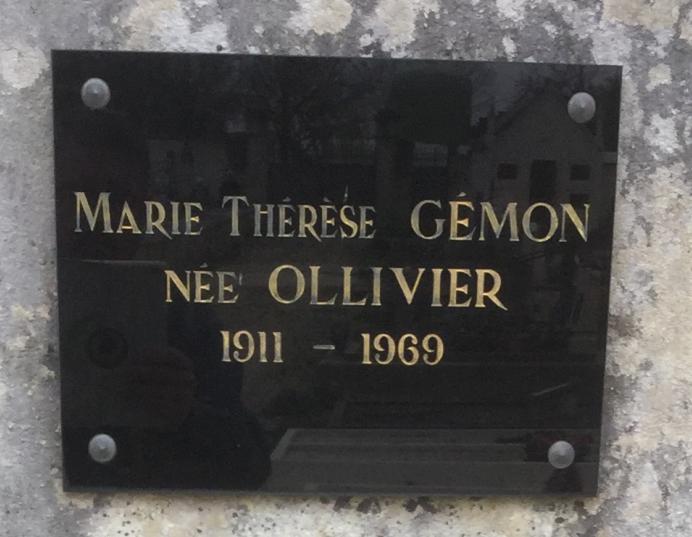 MARIE THÉRÈSE GÉMON
NÉE OLLIVIER
1911 - 1969